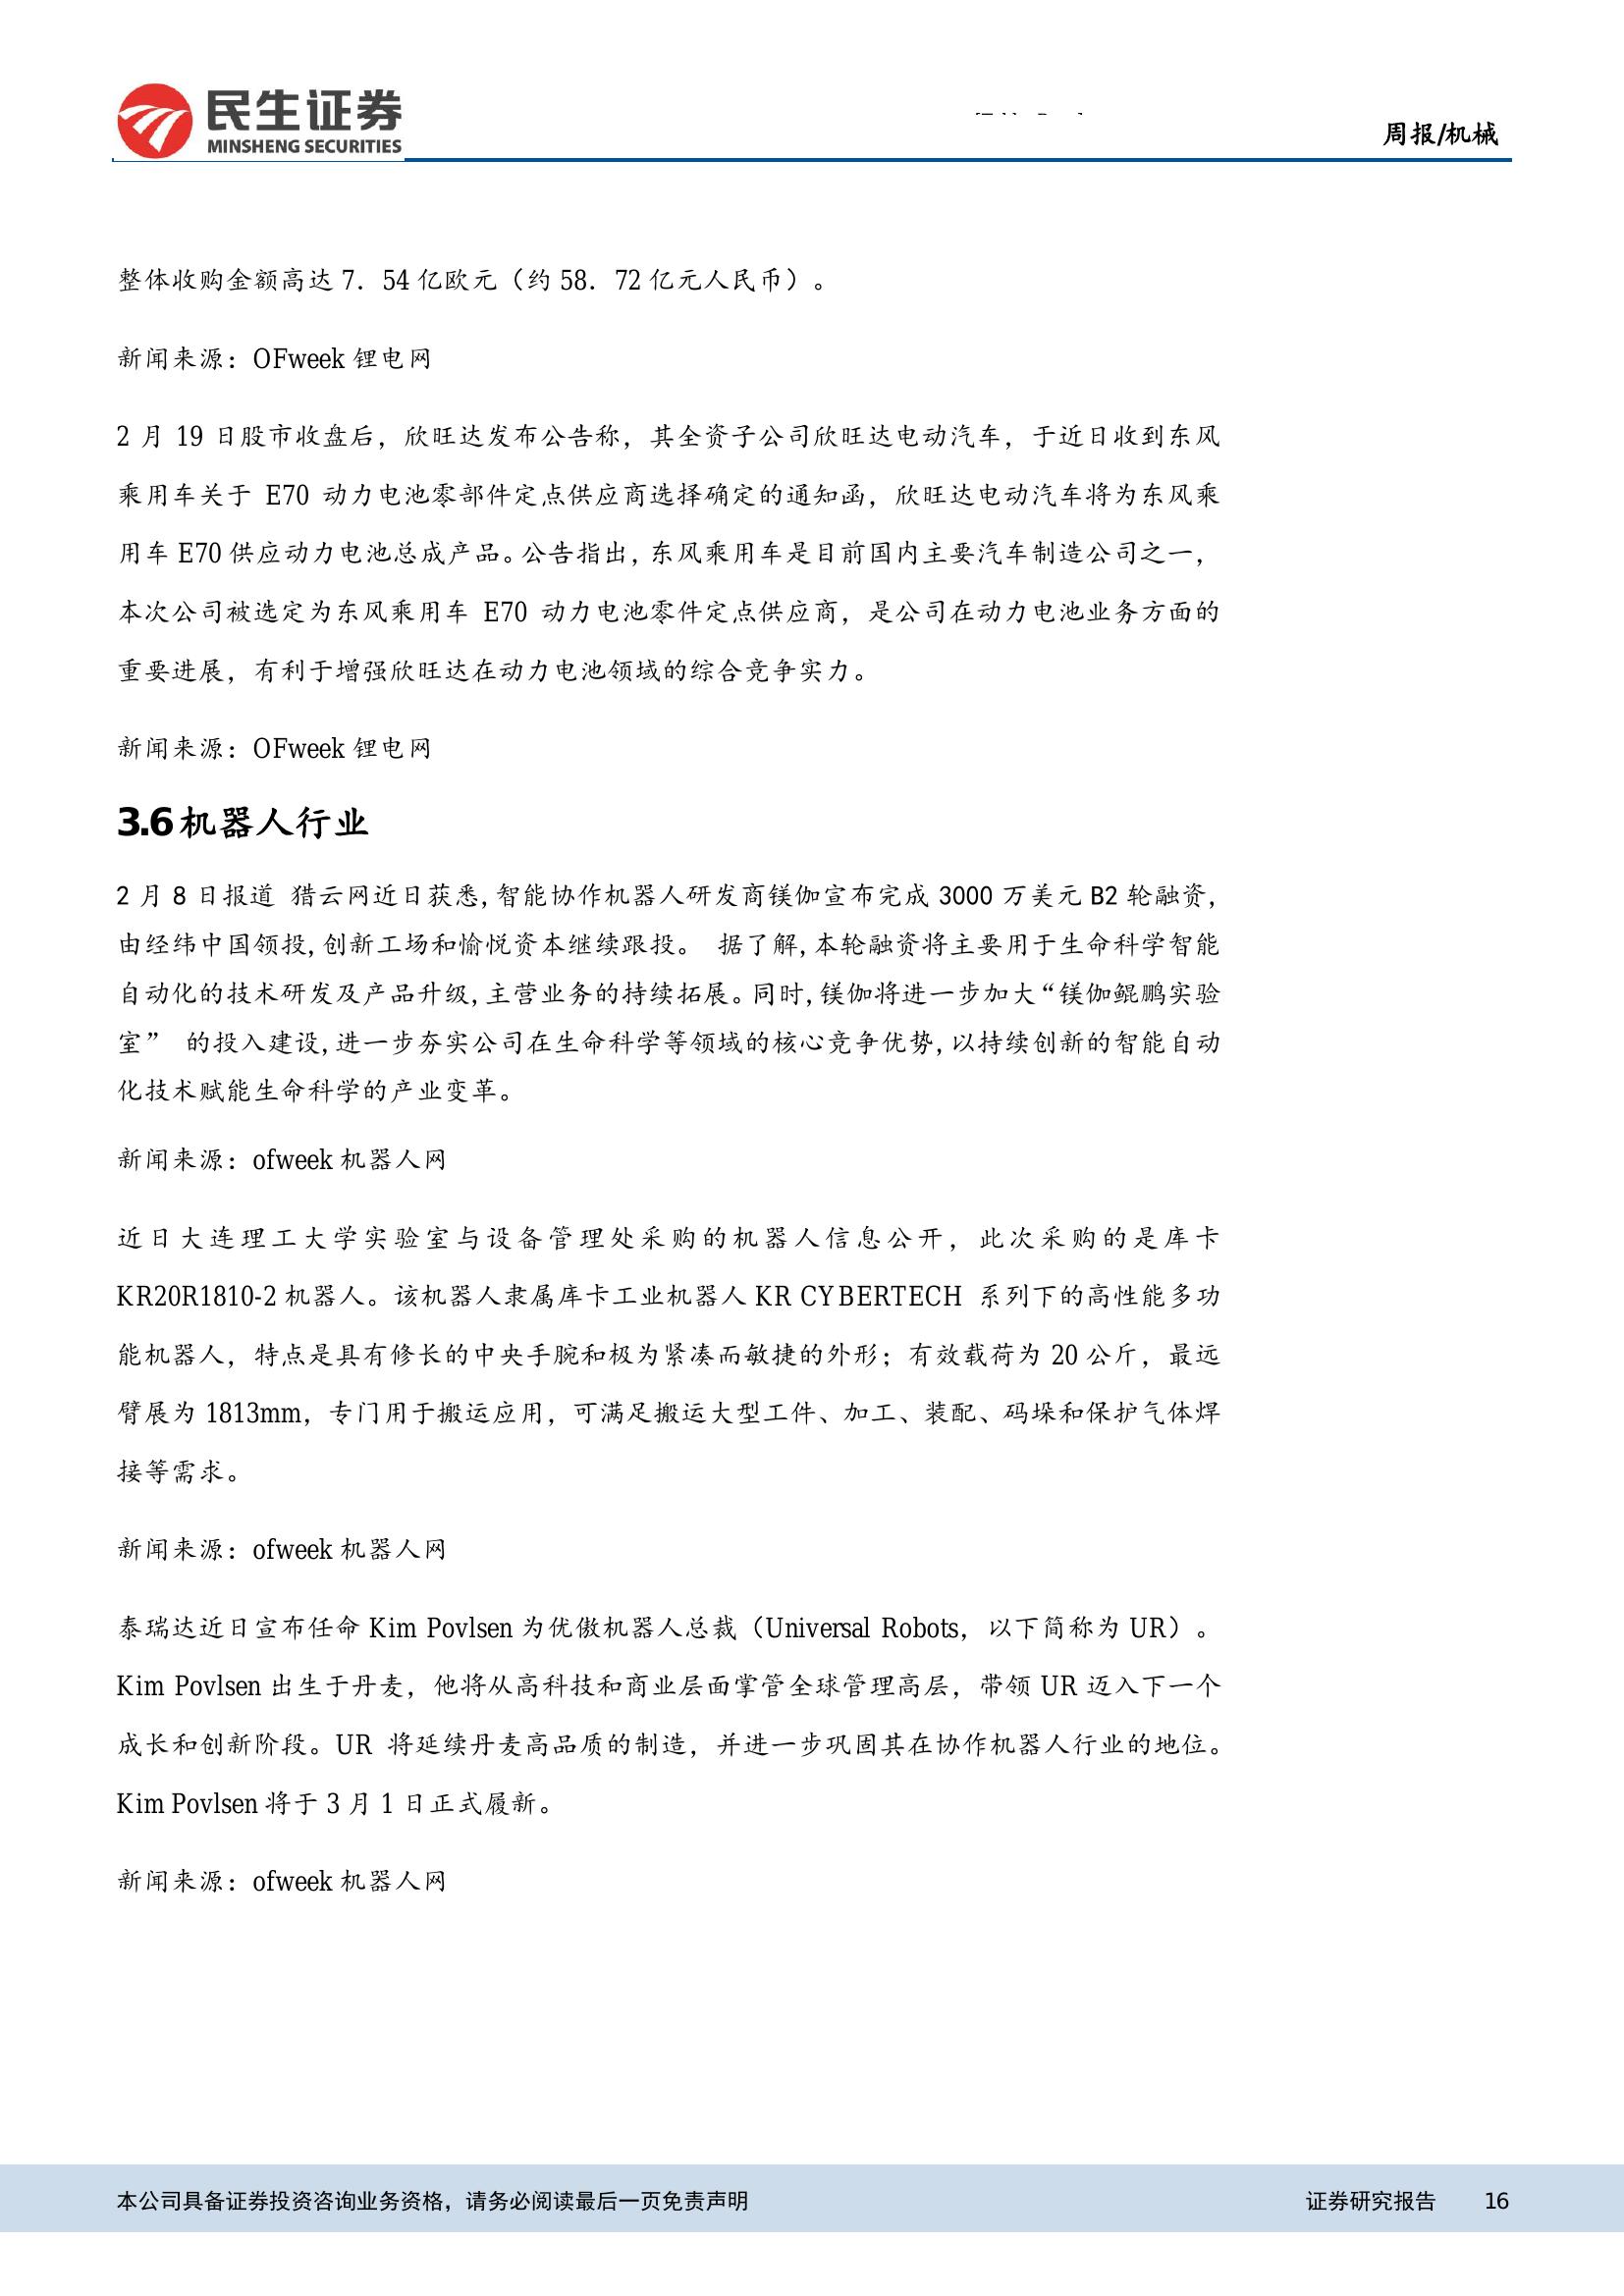 民生证券
MINSHENG SECURITIES
周报/机械
整体收购金额高达 7．54 亿欧元（约 58．72 亿元人民币）。
新闻来源：OFweek 锂电网
2 月 19 日股市收盘后，欣旺达发布公告称，其全资子公司欣旺达电动汽车，于近日收到东风
乘用车关于 E70 动力电池零部件定点供应商选择确定的通知函，欣旺达电动汽车将为东风乘
用车 E70 供应动力电池总成产品。公告指出，东风乘用车是目前国内主要汽车制造公司之一，
本次公司被选定为东风乘用车 E70 动力电池零件定点供应商，是公司在动力电池业务方面的
重要进展，有利于增强欣旺达在动力电池领域的综合竞争实力。
新闻来源：OFweek 锂电网
3.6 机器人行业
2 月 8 日报道 猎云网近日获悉,智能协作机器人研发商镁伽宣布完成 3000 万美元 B2 轮融资,
由经纬中国领投,创新工场和愉悦资本继续跟投。 据了解,本轮融资将主要用于生命科学智能
自动化的技术研发及产品升级,主营业务的持续拓展。同时,镁伽将进一步加大“镁伽鲲鹏实验
室” 的投入建设,进一步夯实公司在生命科学等领域的核心竞争优势,以持续创新的智能自动
化技术赋能生命科学的产业变革。
新闻来源：ofweek 机器人网
近日大连理工大学实验室与设备管理处采购的机器人信息公开，此次采购的是库卡
KR20R1810-2 机器人。该机器人隶属库卡工业机器人 KR CYBERTECH 系列下的高性能多功
能机器人，特点是具有修长的中央手腕和极为紧凑而敏捷的外形；有效载荷为 20 公斤，最远
臂展为 1813mm，专门用于搬运应用，可满足搬运大型工件、加工、装配、码垛和保护气体焊
接等需求。
新闻来源：ofweek 机器人网
泰瑞达近日宣布任命 Kim Povlsen 为优傲机器人总裁（Universal Robots，以下简称为 UR）。
Kim Povlsen 出生于丹麦，他将从高科技和商业层面掌管全球管理高层，带领 UR 迈入下一个
成长和创新阶段。UR 将延续丹麦高品质的制造，并进一步巩固其在协作机器人行业的地位。
Kim Povlsen 将于 3 月 1 日正式履新。
新闻来源：ofweek 机器人网
本公司具备证券投资咨询业务资格，请务必阅读最后一页免责声明 证券研究报告 16